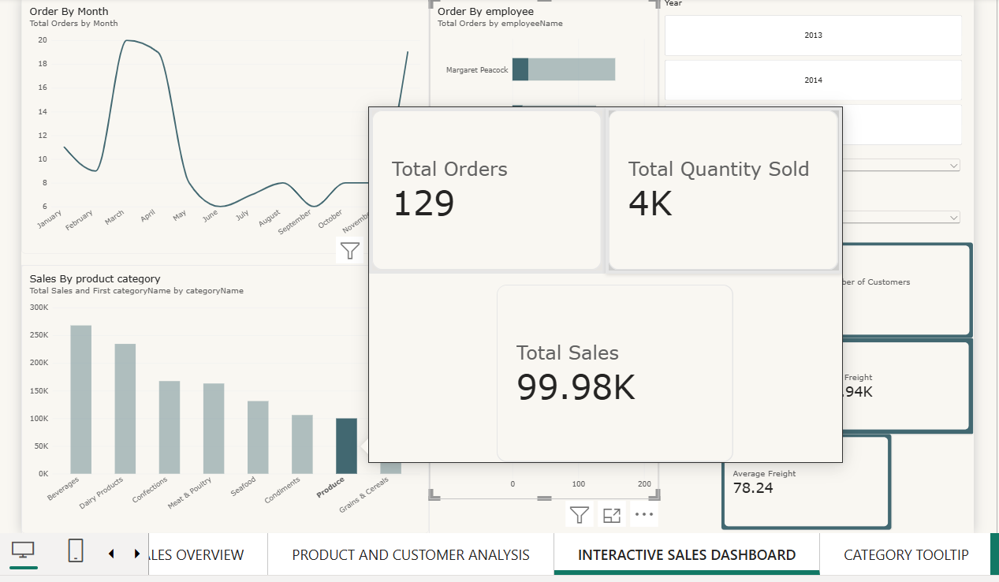 Order By Month
Total Orders by Month
20
18
16
14
12
10
8
6
January
February
March
April
May
June
July
August
September
October
Order By employee
Total Orders by employeeName
Margaret Peacock
0
100
200
Year
2013
2014
Total Orders
129
Total Quantity Sold
4K
Total Sales
99.98K
Sales By product category
Total Sales and First categoryName by categoryName
300K
250K
200K
150K
100K
50K
0K
Beverages
Dairy Products
Confections
Meat & Poultry
Seafood
Condiments
Produce
Grains & Cereals
of Customers
Freight
.94K
Average Freight
78.24
OVERVIEW
PRODUCT AND CUSTOMER ANALYSIS
INTERACTIVE SALES DASHBOARD
CATEGORY TOOLTIP